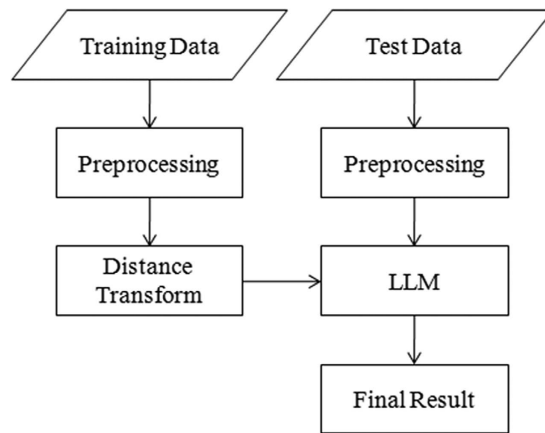 Training Data
Test Data
Preprocessing
Preprocessing
Distance
Transform
LLM
Final Result